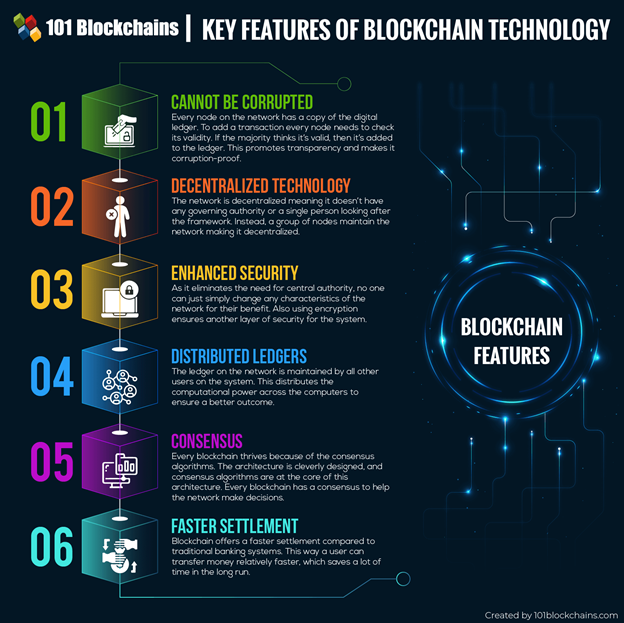 101 Blockchains | KEY FEATURES OF BLOCKCHAIN TECHNOLOGY
01
CANNOT BE CORRUPTED
Every node on the network has a copy of the digital
ledger. To add a transaction every node needs to check
its validity. If the majority thinks it's valid, then it's added
to the ledger. This promotes transparency and makes it
corruption-proof.
02
DECENTRALIZED TECHNOLOGY
The network is decentralized meaning it doesn't have
any governing authority or a single person looking after
the framework. Instead, a group of nodes maintain the
network making it decentralized.
03
ENHANCED SECURITY
As it eliminates the need for central authority, no one
can just simply change any characteristics of the
network for their benefit. Also using encryption
ensures another layer of security for the system.
04
DISTRIBUTED LEDGERS
The ledger on the network is maintained by all other
users on the system. This distributes the
computational power across the computers to
ensure a better outcome.
05
CONSENSUS
Every blockchain thrives because of the consensus
algorithms. The architecture is cleverly designed, and
consensus algorithms are at the core of this
architecture. Every blockchain has a consensus to help
the network make decisions.
06
FASTER SETTLEMENT
Blockchain offers a faster settlement compared to
traditional banking systems. This way a user can
transfer money relatively faster, which saves a lot of
time in the long run.
BLOCKCHAIN
FEATURES
Created by 101blockchains.com